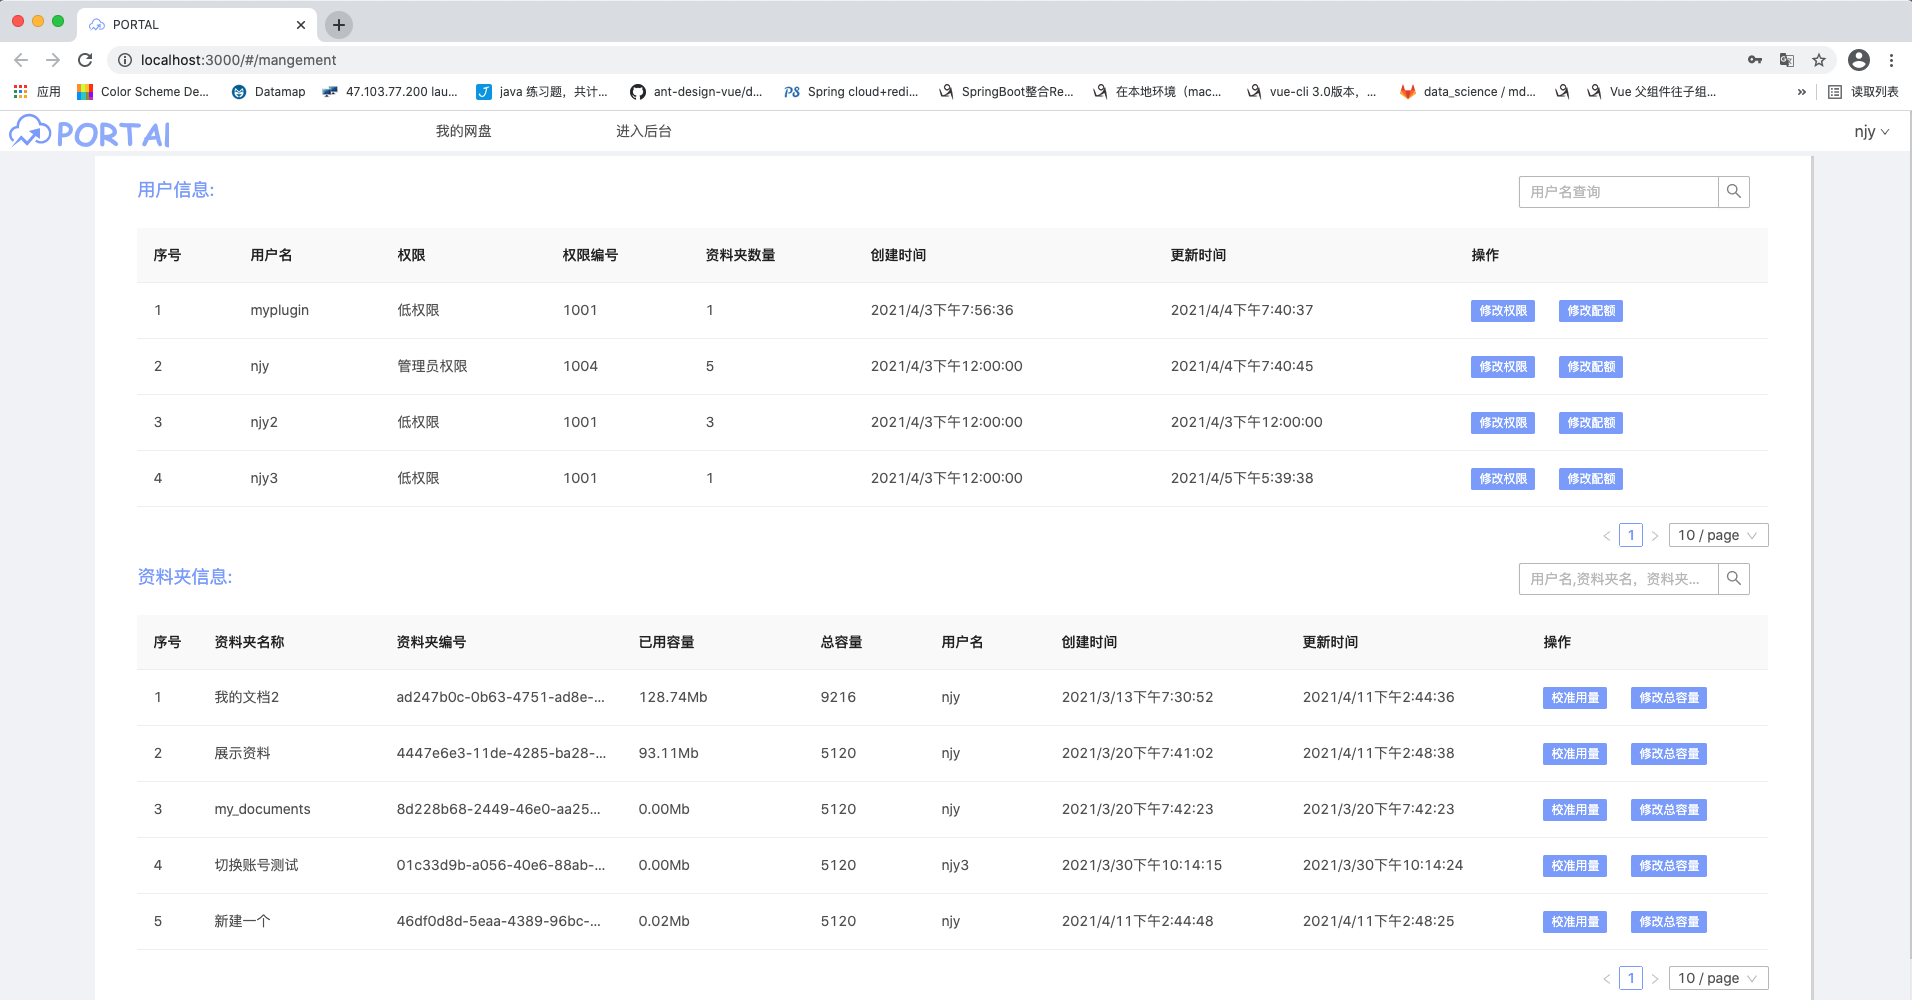 PORTAL
localhost:3000/#/mangement
应用 Color Scheme De... Datamap 47.103.77.200 lau... java 练习题，共计... ant-design-vue/d... Spring cloud+redi... SpringBoot整合Re... 在本地环境（mac... vue-cli 3.0版本，... data_science / md... Vue 父组件往子组... » 读取列表
PORTAL 我的网盘 进入后台 njy
用户信息: 用户名查询
序号 用户名 权限 权限编号 资料夹数量 创建时间 更新时间 操作
1 myplugin 低权限 1001 1 2021/4/3下午7:56:36 2021/4/4下午7:40:37 修改权限 修改配额
2 njy 管理员权限 1004 5 2021/4/3下午12:00:00 2021/4/4下午7:40:45 修改权限 修改配额
3 njy2 低权限 1001 3 2021/4/3下午12:00:00 2021/4/3下午12:00:00 修改权限 修改配额
4 njy3 低权限 1001 1 2021/4/3下午12:00:00 2021/4/5下午5:39:38 修改权限 修改配额
< 1 > 10 / page
资料夹信息: 用户名,资料夹名，资料夹...
序号 资料夹名称 资料夹编号 已用容量 总容量 用户名 创建时间 更新时间 操作
1 我的文档2 ad247b0c-0b63-4751-ad8e-... 128.74Mb 9216 njy 2021/3/13下午7:30:52 2021/4/11下午2:44:36 校准用量 修改总容量
2 展示资料 4447e6e3-11de-4285-ba28-... 93.11Mb 5120 njy 2021/3/20下午7:41:02 2021/4/11下午2:48:38 校准用量 修改总容量
3 my_documents 8d228b68-2449-46e0-aa25... 0.00Mb 5120 njy 2021/3/20下午7:42:23 2021/3/20下午7:42:23 校准用量 修改总容量
4 切换账号测试 01c33d9b-a056-40e6-88ab-... 0.00Mb 5120 njy3 2021/3/30下午10:14:15 2021/3/30下午10:14:24 校准用量 修改总容量
5 新建一个 46df0d8d-5eaa-4389-96bc-... 0.02Mb 5120 njy 2021/4/11下午2:44:48 2021/4/11下午2:48:25 校准用量 修改总容量
< 1 > 10 / page